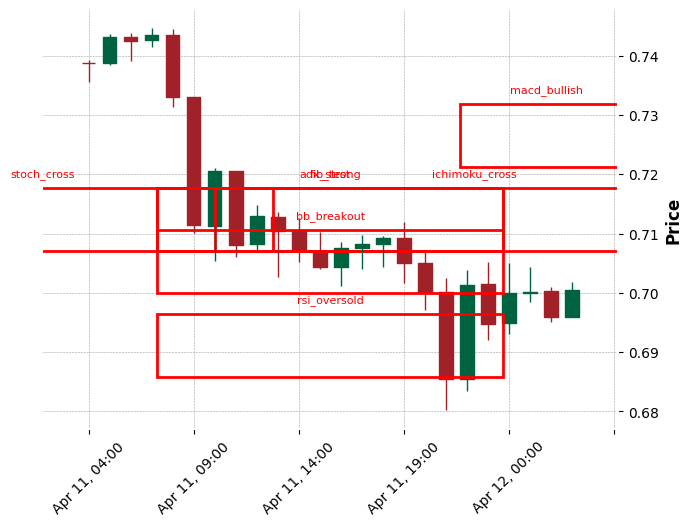 0.74
macd_bullish
0.73
stoch_cross
ichimoku_cross
0.72
bb_breakout
0.71
Price
rsi_oversold
0.70
0.69
0.68
Apr 11, 04:00
Apr 11, 09:00
Apr 11, 14:00
Apr 11, 19:00
Apr 12, 00:00